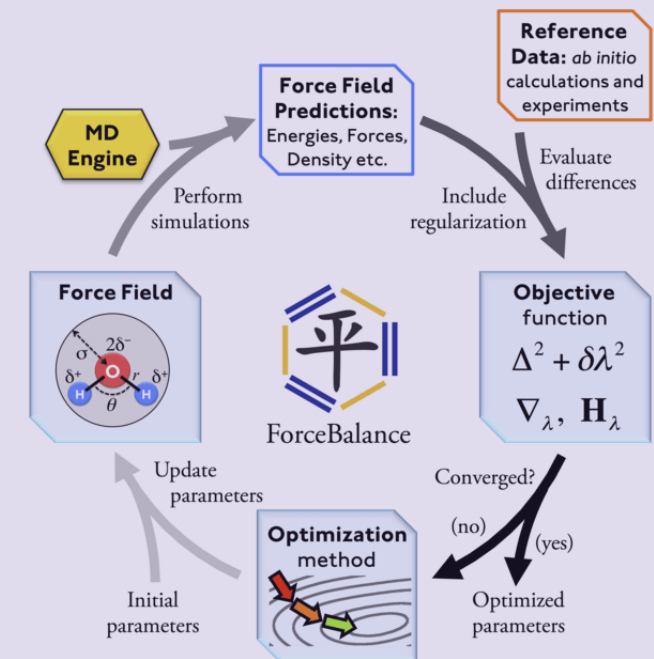 Reference
Data: ab initio
calculations and
experiments
Force Field
Predictions:
Energies, Forces,
Density etc.
MD
Engine
Perform
simulations
Include
regularization
Evaluate
differences
Force Field
σ
2δ⁻
O
δ⁺
r
δ⁺
H
H
θ
平
ForceBalance
Objective
function
Δ² + δλ²
∇λ, Hλ
Converged?
(no)
(yes)
Update
parameters
Optimization
method
Initial
parameters
Optimized
parameters